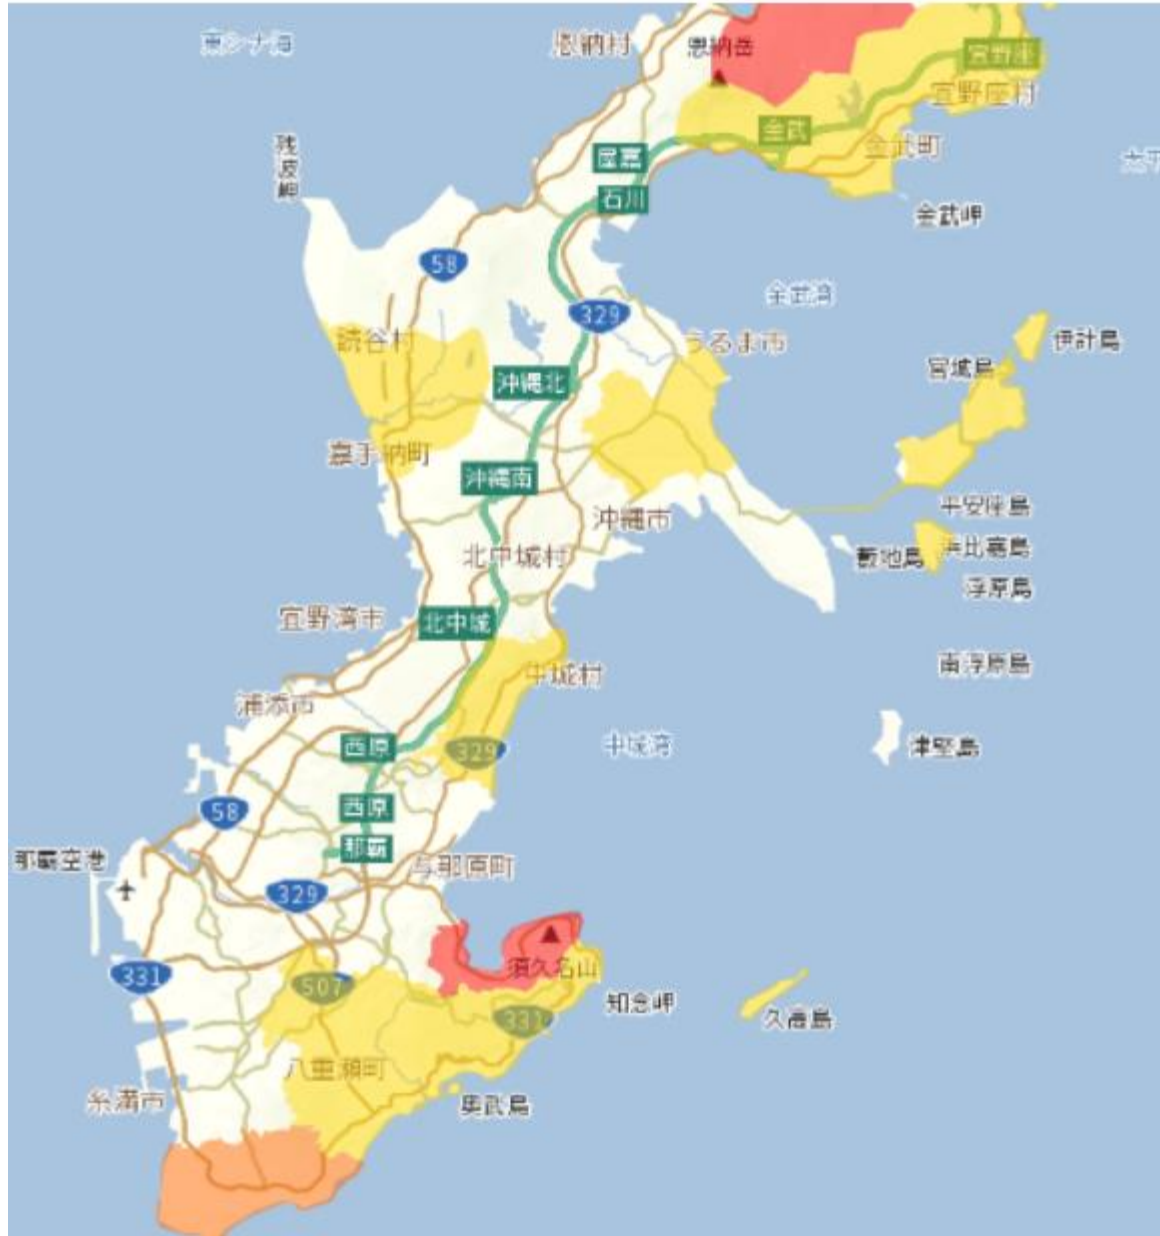 東シナ海
恩納村
恩納岳
宜野座
宜野座村
金武
金武町
屋嘉
石川
残波岬
金武岬
58
金武湾
329
読谷村
うるま市
伊計島
宮城島
沖縄北
嘉手納町
沖縄南
沖縄市
平安座島
北中城村
藪地島
浜比嘉島
浮原島
宜野湾市
北中城
中城村
南浮原島
浦添市
西原
329
中城湾
津堅島
58
西原
那覇
那覇空港
与那原町
329
331
507
須久名山
知念岬
331
久高島
八重瀬町
糸満市
奥武島